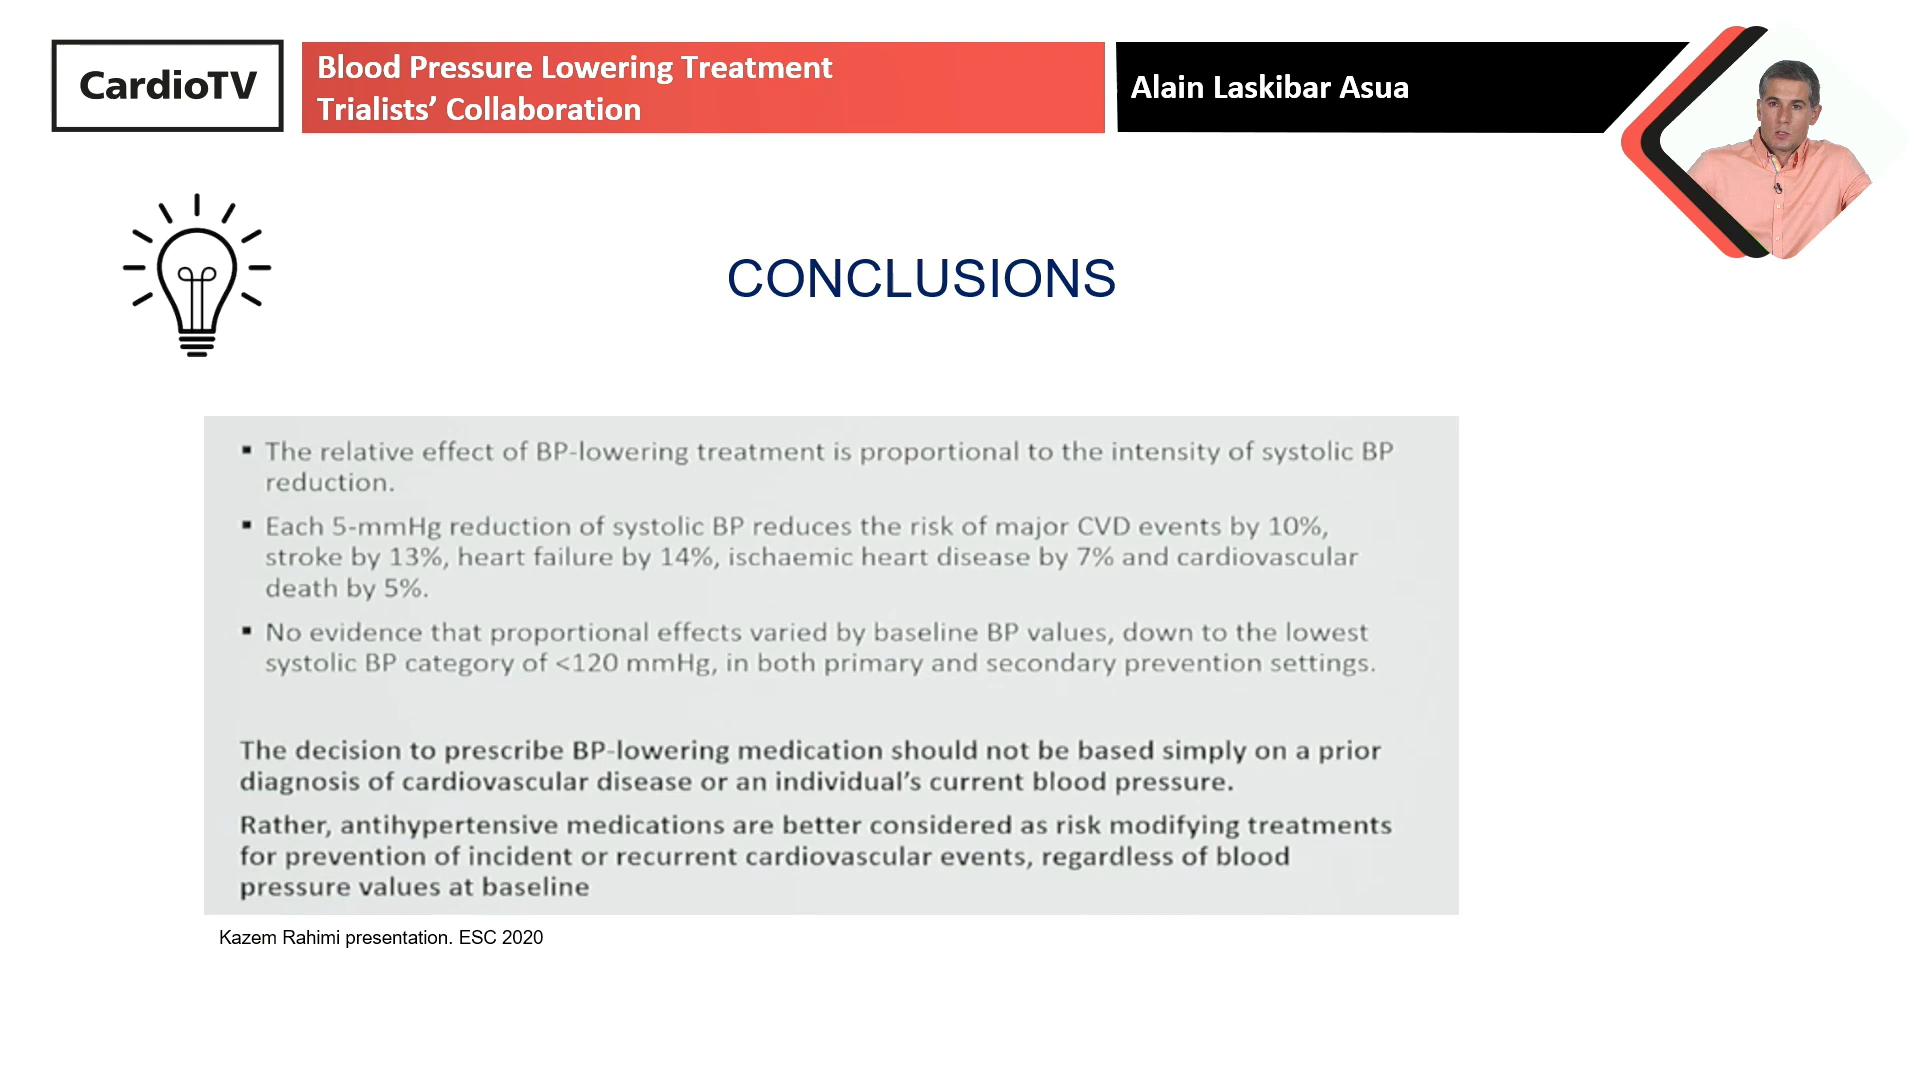 CardioTV
Blood Pressure Lowering Treatment
Trialists’ Collaboration
Alain Laskibar Asua
CONCLUSIONS
▪ The relative effect of BP-lowering treatment is proportional to the intensity of systolic BP
reduction.
▪ Each 5-mmHg reduction of systolic BP reduces the risk of major CVD events by 10%,
stroke by 13%, heart failure by 14%, ischaemic heart disease by 7% and cardiovascular
death by 5%.
▪ No evidence that proportional effects varied by baseline BP values, down to the lowest
systolic BP category of <120 mmHg, in both primary and secondary prevention settings.
The decision to prescribe BP-lowering medication should not be based simply on a prior
diagnosis of cardiovascular disease or an individual’s current blood pressure.
Rather, antihypertensive medications are better considered as risk modifying treatments
for prevention of incident or recurrent cardiovascular events, regardless of blood
pressure values at baseline
Kazem Rahimi presentation. ESC 2020